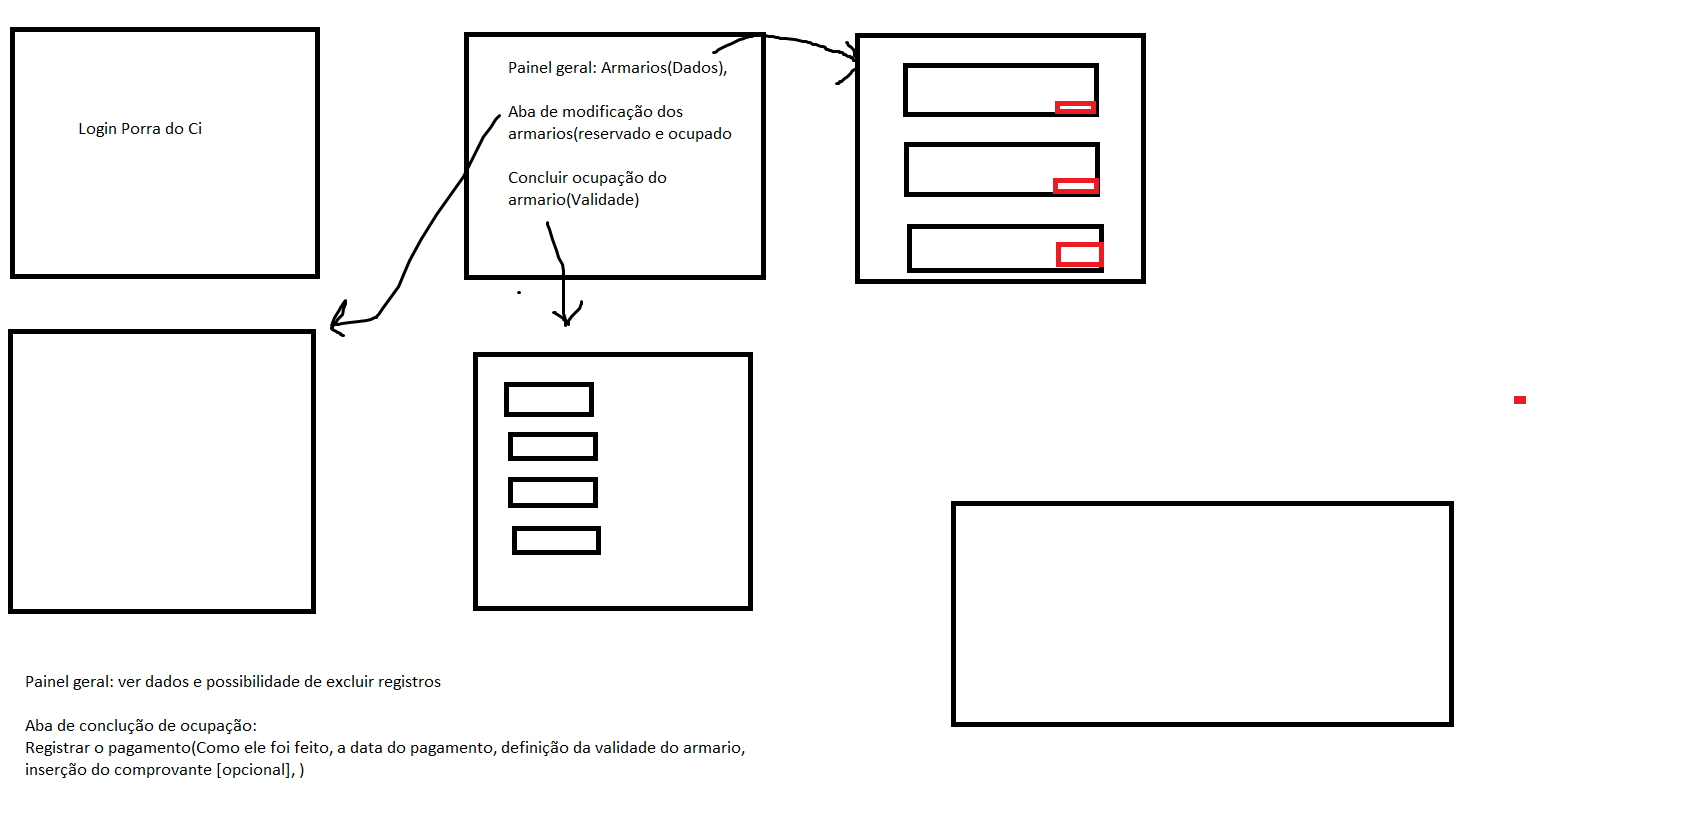 Login Porra do Ci
Painel geral: Armarios(Dados),
Aba de modificação dos
armarios(reservado e ocupado
Concluir ocupação do
armario(Validade)
Painel geral: ver dados e possibilidade de excluir registros
Aba de conclução de ocupação:
Registrar o pagamento(Como ele foi feito, a data do pagamento, definição da validade do armario,
inserção do comprovante [opcional], )